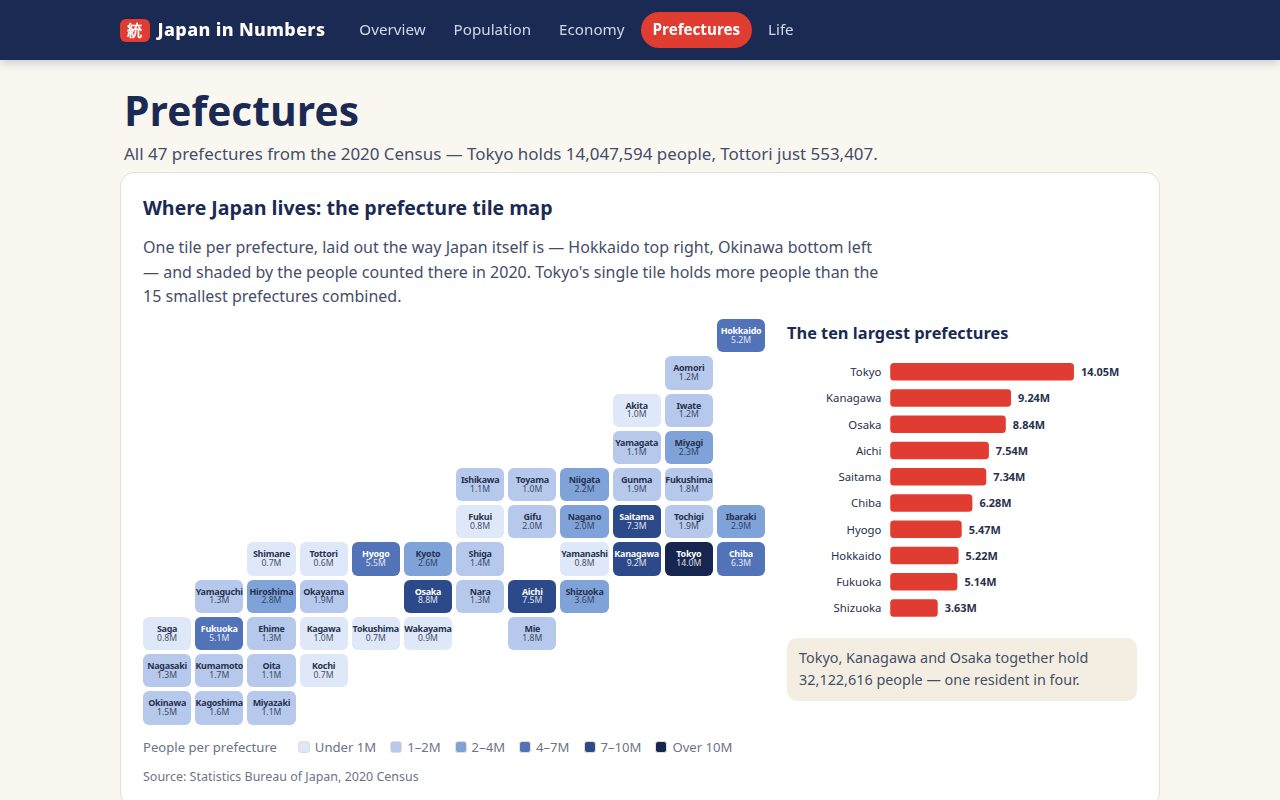 統 Japan in Numbers Overview Population Economy Prefectures Life
Prefectures
All 47 prefectures from the 2020 Census — Tokyo holds 14,047,594 people, Tottori just 553,407.
Where Japan lives: the prefecture tile map
One tile per prefecture, laid out the way Japan itself is — Hokkaido top right, Okinawa bottom left
— and shaded by the people counted there in 2020. Tokyo's single tile holds more people than the
15 smallest prefectures combined.
Hokkaido
5.2M
Aomori
1.2M
Akita Iwate
1.0M 1.2M
Yamagata Miyagi
1.1M 2.3M
Ishikawa Toyama Niigata Gunma Fukushima
1.1M 1.0M 2.2M 1.9M 1.8M
Fukui Gifu Nagano Saitama Tochigi Ibaraki
0.8M 2.0M 2.0M 7.3M 1.9M 2.9M
Shimane Tottori Hyogo Kyoto Shiga Yamanashi Kanagawa Tokyo Chiba
0.7M 0.6M 5.5M 2.6M 1.4M 0.8M 9.2M 14.0M 6.3M
Yamaguchi Hiroshima Okayama Osaka Nara Aichi Shizuoka
1.3M 2.8M 1.9M 8.8M 1.3M 7.5M 3.6M
Saga Fukuoka Ehime Kagawa Tokushima Wakayama Mie
0.8M 5.1M 1.3M 1.0M 0.7M 0.9M 1.8M
Nagasaki Kumamoto Oita Kochi
1.3M 1.7M 1.1M 0.7M
Okinawa Kagoshima Miyazaki
1.5M 1.6M 1.1M
People per prefecture Under 1M 1–2M 2–4M 4–7M 7–10M Over 10M
Source: Statistics Bureau of Japan, 2020 Census
The ten largest prefectures
Tokyo 14.05M
Kanagawa 9.24M
Osaka 8.84M
Aichi 7.54M
Saitama 7.34M
Chiba 6.28M
Hyogo 5.47M
Hokkaido 5.22M
Fukuoka 5.14M
Shizuoka 3.63M
Tokyo, Kanagawa and Osaka together hold
32,122,616 people — one resident in four.